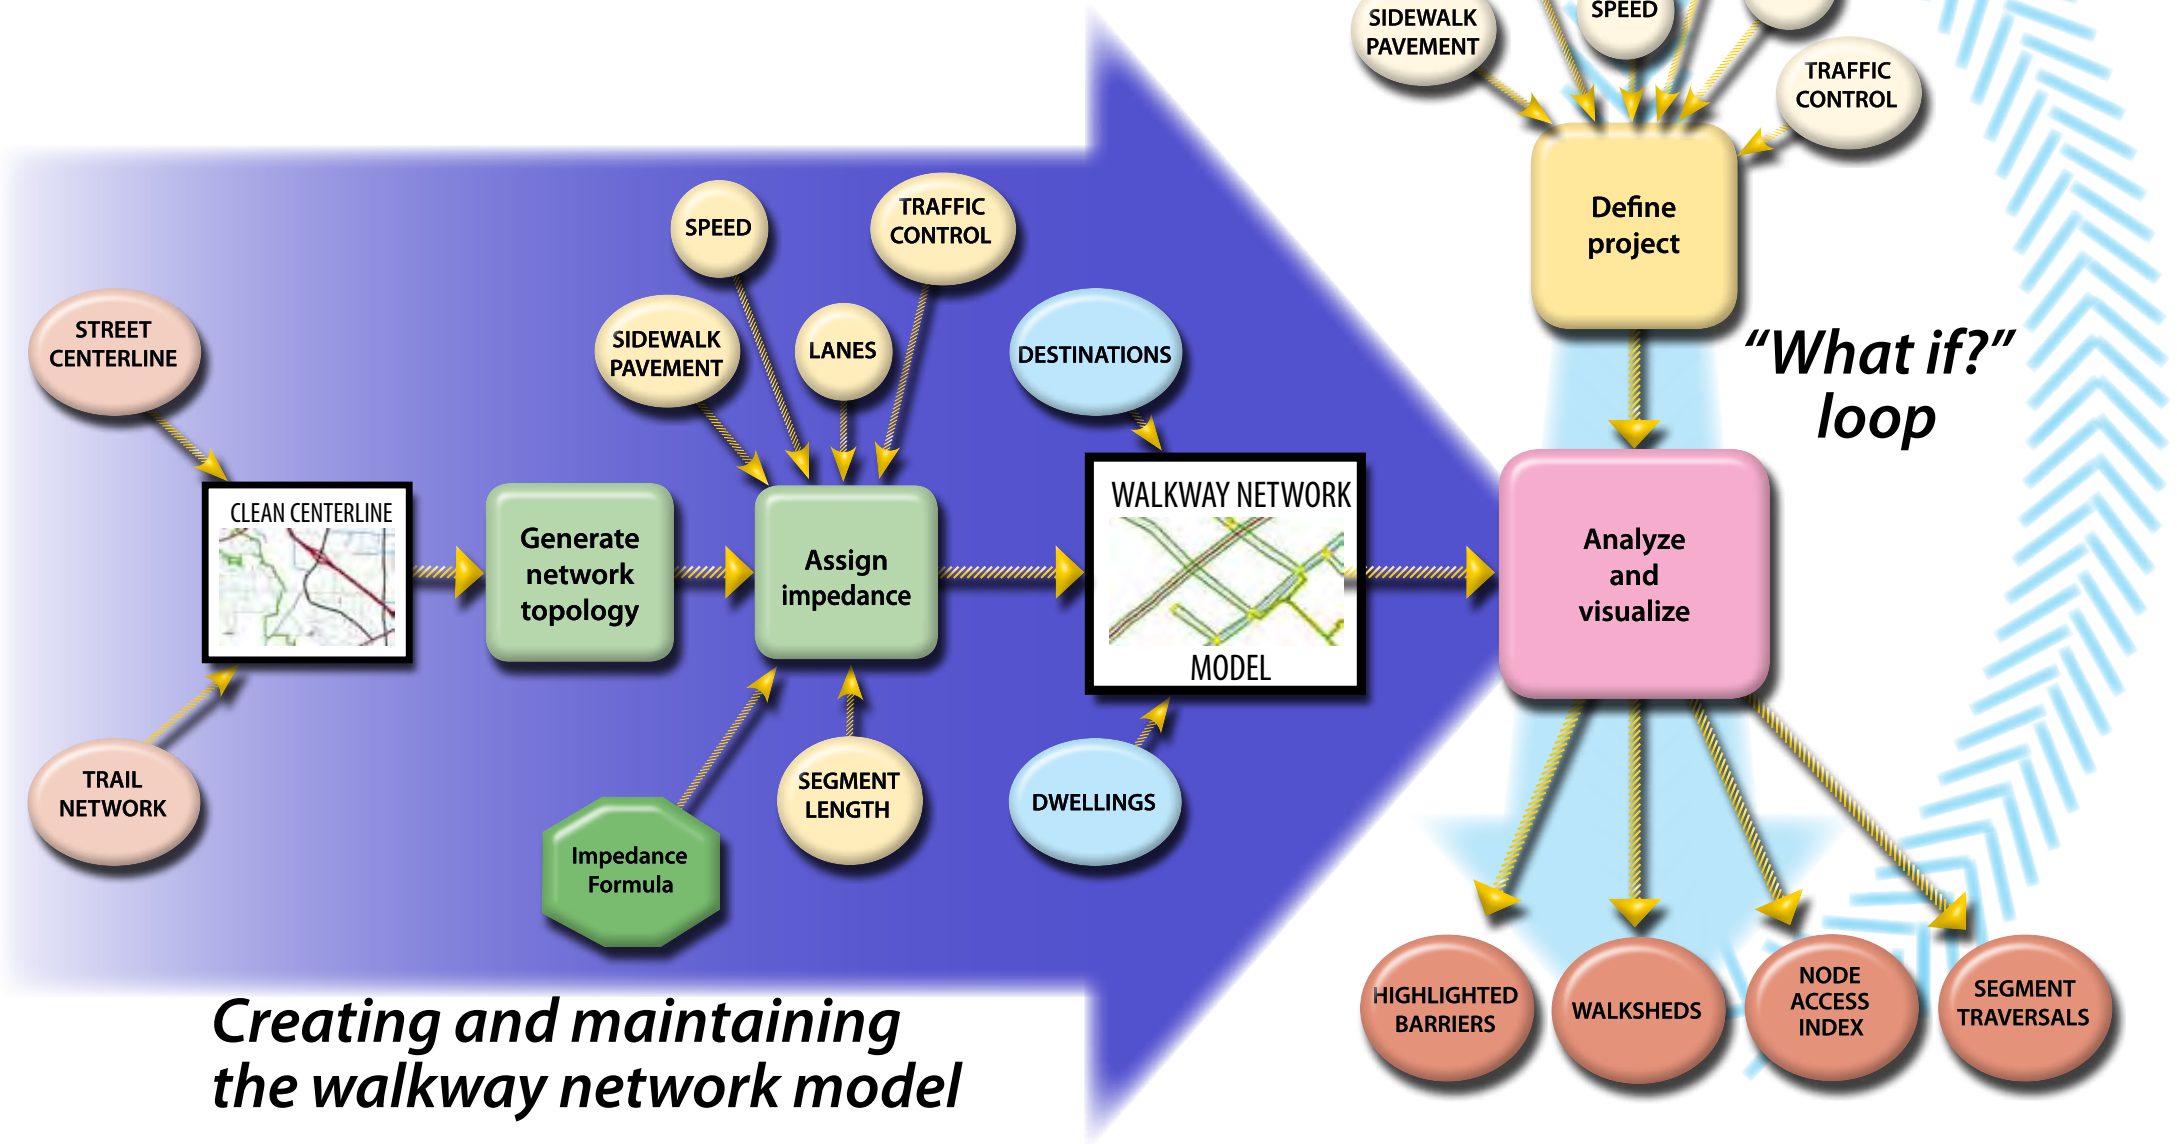 SIDEWALK
PAVEMENT
SPEED
TRAFFIC
CONTROL
Define
project
"What if?"
loop
SPEED
TRAFFIC
CONTROL
SIDEWALK
PAVEMENT
LANES
DESTINATIONS
STREET
CENTERLINE
CLEAN CENTERLINE
Generate
network
topology
Assign
impedance
WALKWAY NETWORK
MODEL
Analyze
and
visualize
TRAIL
NETWORK
Impedance
Formula
SEGMENT
LENGTH
DWELLINGS
HIGHLIGHTED
BARRIERS
WALKSHEDS
NODE
ACCESS
INDEX
SEGMENT
TRAVERSALS
Creating and maintaining
the walkway network model